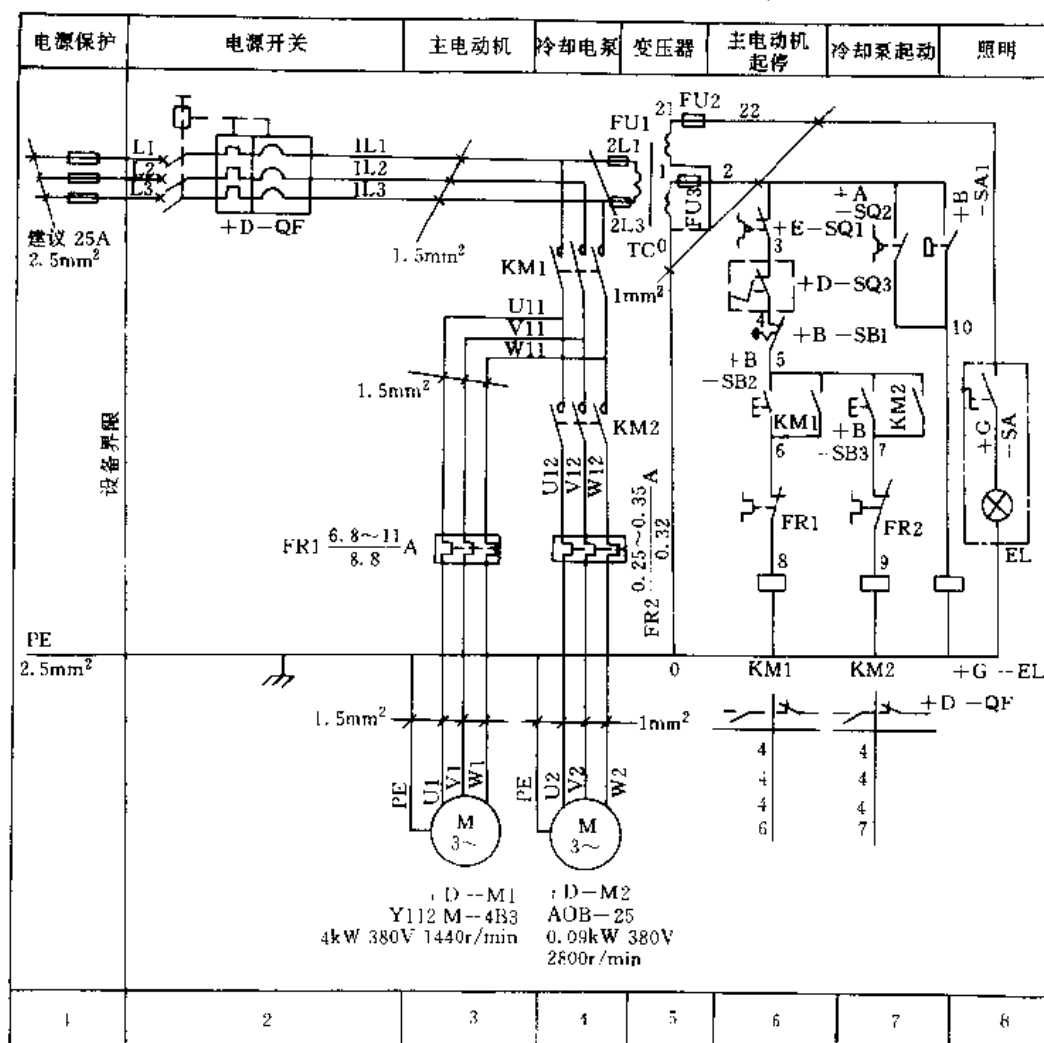 电源保护
电源开关
主电动机
冷却电泵
变压器
主电动机
起停
冷却泵起动
照明
L1
L2
L3
1L1
1L2
1L3
+D-QF
建议 25A
2.5mm²
1.5mm²
2L1
2L3
FU1
21
FU2
22
1
FU3
2
TC
0
KM1
1mm²
U11
V11
W11
1.5mm²
KM2
U12
V12
W12
+A
-SQ2
+B
-SA1
+E-SQ1
3
+D-SQ3
4
+B -SB1
5
+B
-SB2
KM1
KM2
+B
-SB3
10
6
7
+G
-SA
FR1
FR2
8
9
EL
设备界限
FR1 6.8~11/8.8 A
FR2 0.25~0.35/0.32 A
PE
2.5mm²
0
KM1
KM2
+G --EL
+D -QF
1.5mm²
1mm²
PE
U1
V1
W1
PE
U2
V2
W2
M
3~
M
3~
4
4
4
4
4
4
6
7
+D--M1
Y112 M--4B3
4kW 380V 1440r/min
+D-M2
AOB-25
0.09kW 380V
2800r/min
1
2
3
4
5
6
7
8